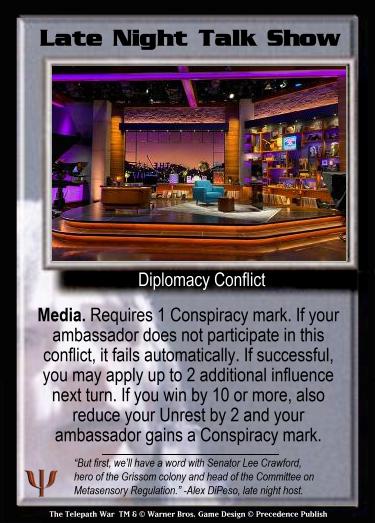 Late Night Talk Show
Diplomacy Conflict
Media. Requires 1 Conspiracy mark. If your
ambassador does not participate in this
conflict, it fails automatically. If successful,
you may apply up to 2 additional influence
next turn. If you win by 10 or more, also
reduce your Unrest by 2 and your
ambassador gains a Conspiracy mark.
"But first, we'll have a word with Senator Lee Crawford,
hero of the Grissom colony and head of the Committee on
Metasensory Regulation." -Alex DiPeso, late night host.
The Telepath War TM & © Warner Bros. Game Design © Precedence Publish